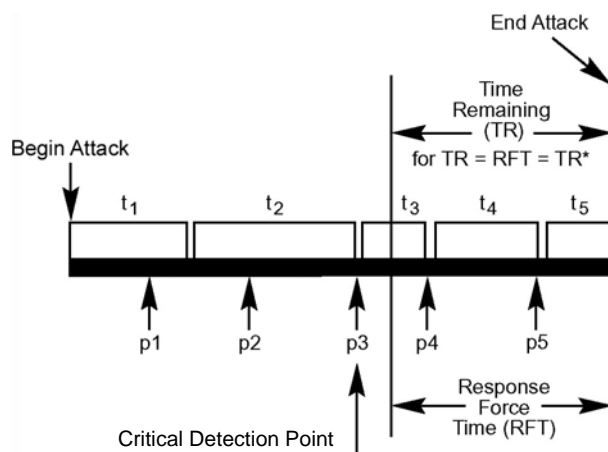 End Attack
Time
Remaining
(TR)
for TR = RFT = TR*
Begin Attack
t1
t2
t3
t4
t5
p1
p2
p3
p4
p5
Response
Force
Time (RFT)
Critical Detection Point